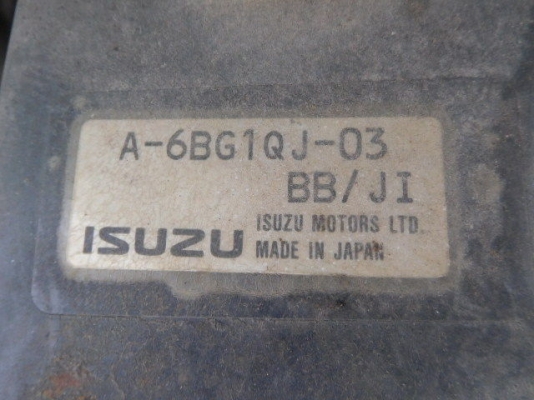 A-6BG1QJ-03
BB/JI
ISUZU
ISUZU MOTORS LTD.
MADE IN JAPAN